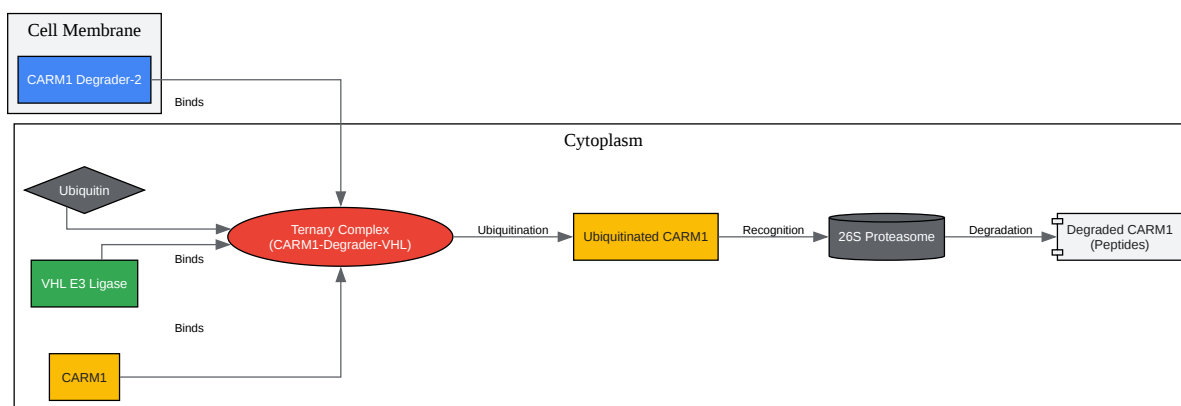 Cell Membrane
CARM1 Degrader-2
Binds
Cytoplasm
Ubiquitin
Ternary Complex
(CARM1-Degrader-VHL)
Ubiquitination
Ubiquitinated CARM1
Recognition
26S Proteasome
Degradation
Degraded CARM1
(Peptides)
Binds
VHL E3 Ligase
Binds
CARM1